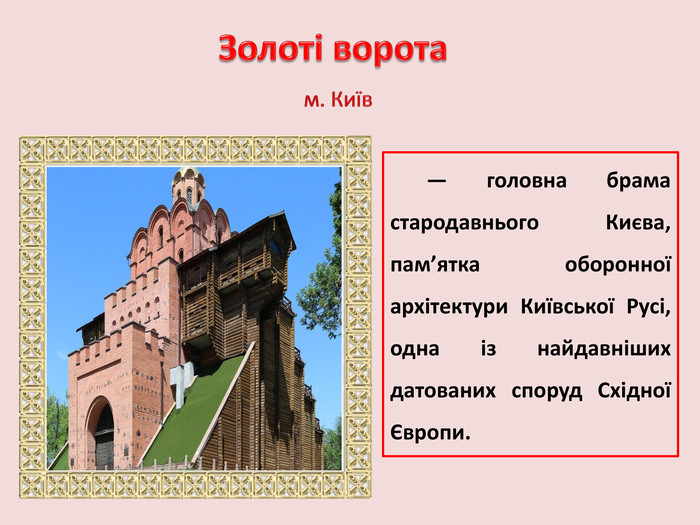 Золоті ворота
м. Київ
— головна брама
стародавнього Києва,
пам’ятка оборонної
архітектури Київської Русі,
одна із найдавніших
датованих споруд Східної
Європи.